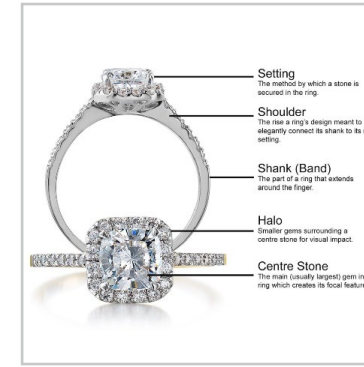 Setting
The method by which a stone is
secured in the ring.
Shoulder
The rise a ring's design meant to
elegantly connect its shank to its
setting.
Shank (Band)
The part of a ring that extends
around the finger.
Halo
Smaller gems surrounding a
centre stone for visual impact.
Centre Stone
The main (usually largest) gem in
ring which creates its focal feature